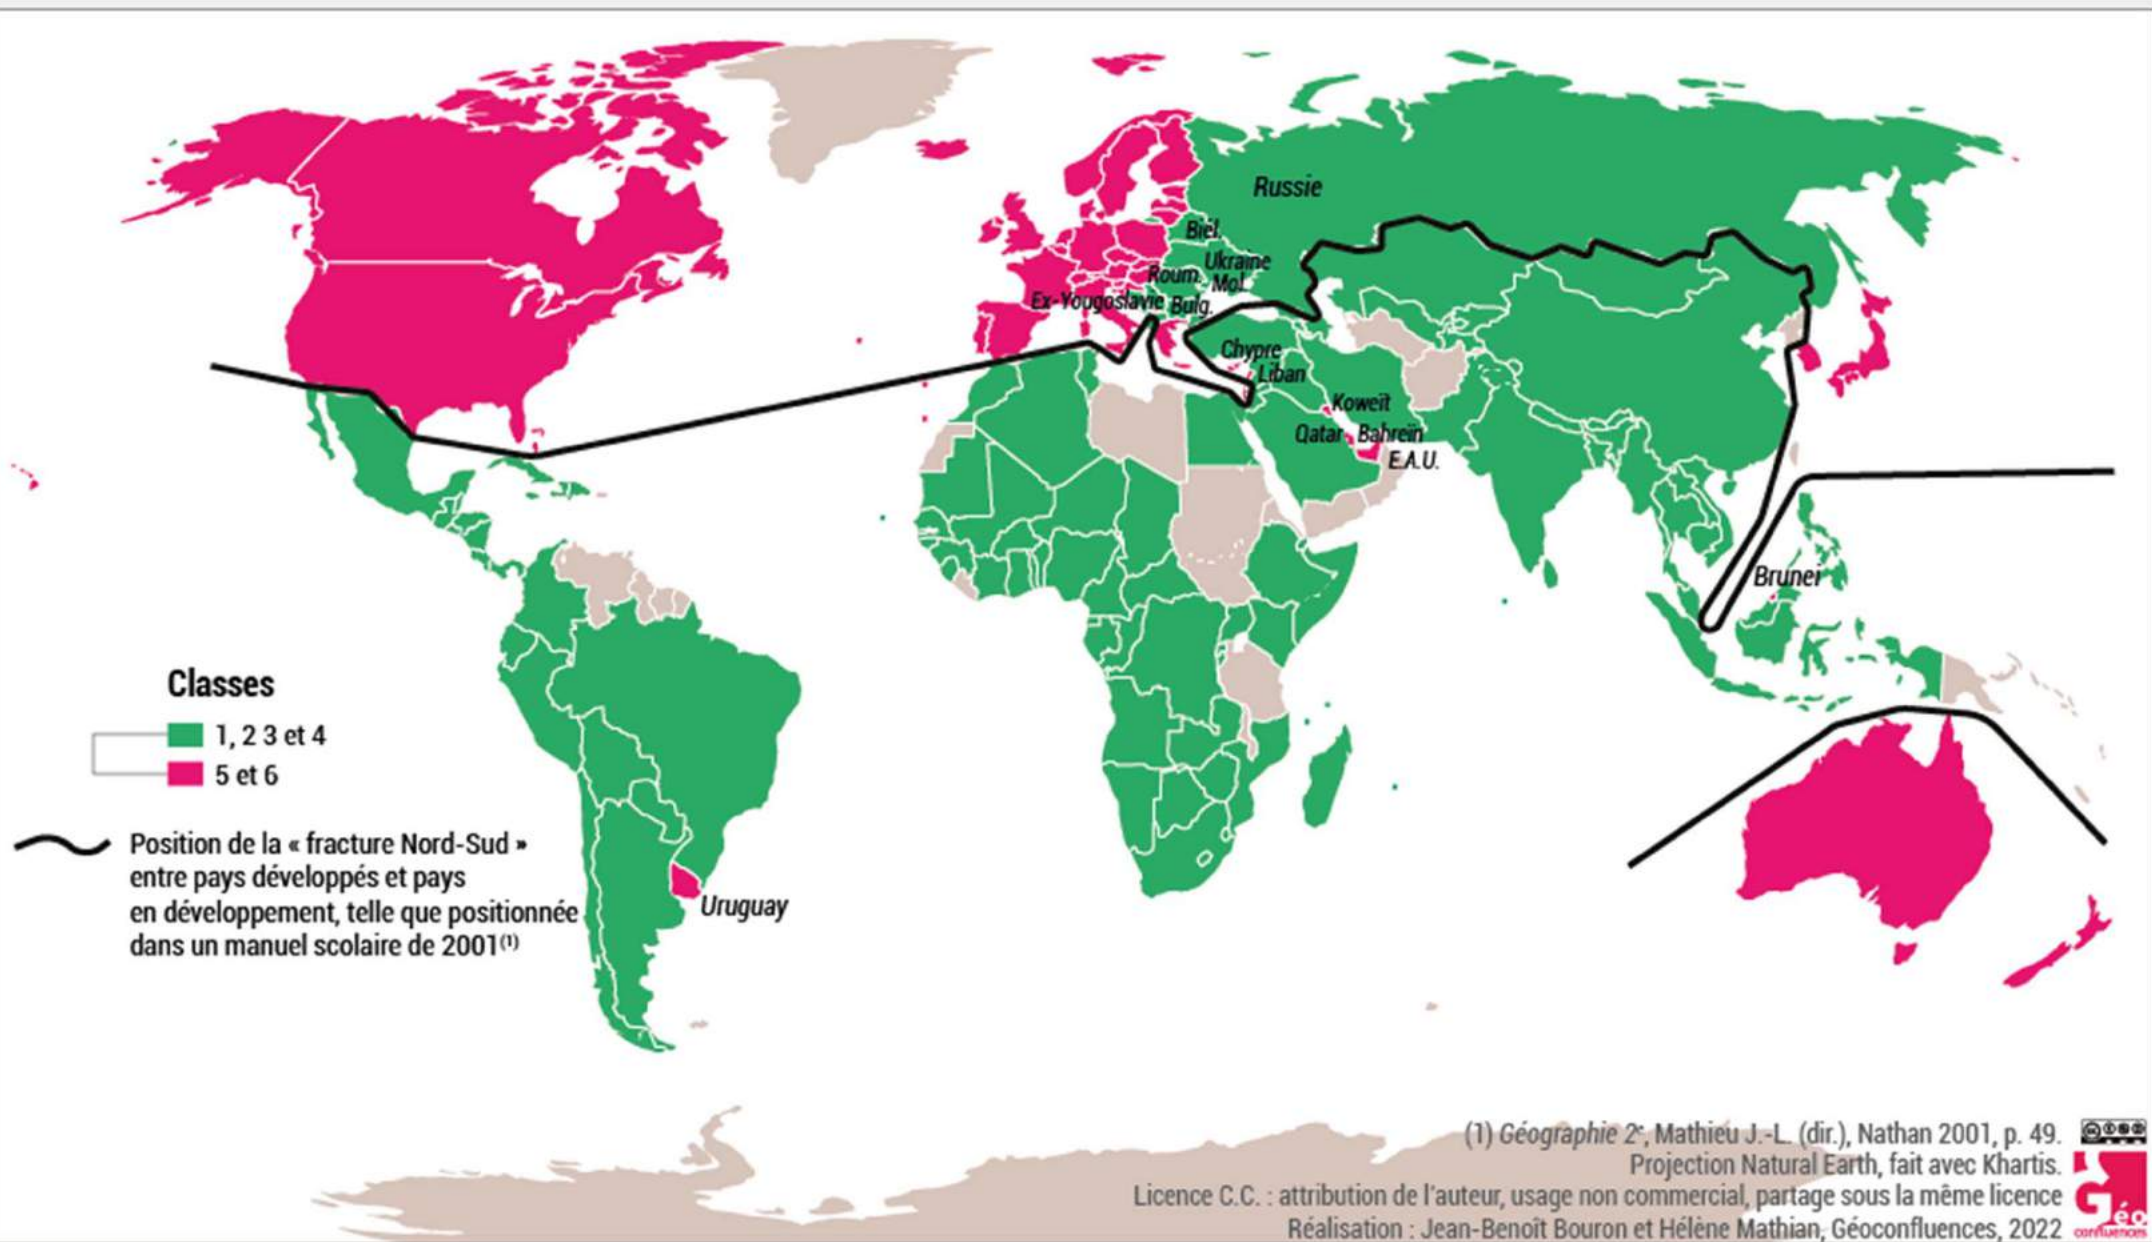 Russie
Biél.
Ukraine
Roum.
Mol.
Ex-Yougoslavie
Bulg.
Chypre
Liban
Koweït
Qatar
Bahreïn
E.A.U.
Brunei
Classes
1, 2 3 et 4
5 et 6
Position de la « fracture Nord-Sud »
entre pays développés et pays
en développement, telle que positionnée
dans un manuel scolaire de 2001(1)
Uruguay
(1) Géographie 2e, Mathieu J.-L. (dir.), Nathan 2001, p. 49.
Projection Natural Earth, fait avec Khartis.
Licence C.C. : attribution de l'auteur, usage non commercial, partage sous la même licence
Réalisation : Jean-Benoît Bouron et Hélène Mathian, Géoconfluences, 2022
Géo
confluences